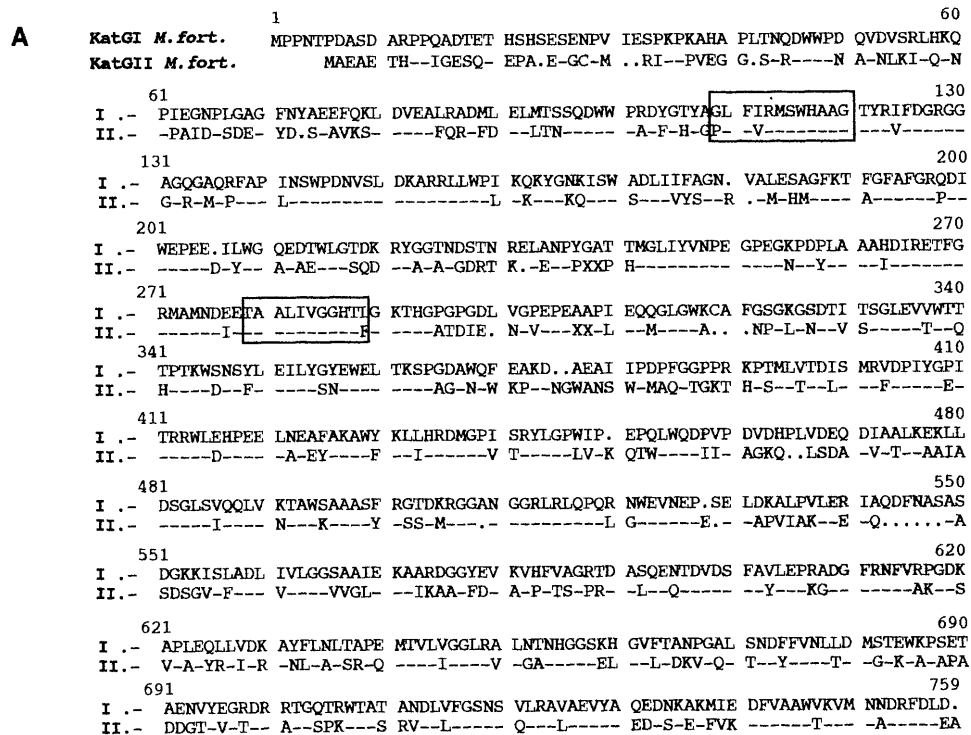 A
1 60
KatGI M.fort. MPPNTPDASD ARPPQADTET HSHSESENPV IESPKPKAHA PLTNQDWWPD QVDVSRLHKQ
KatGII M.fort. MAEAE TH--IGESQ- EPA.E-GC-M ..RI--PVEG G.S-R----N A-NLKI-Q-N
61 130
I .- PIEGNPLGAG FNYAEEFQKL DVEALRADML ELMTSSQDWW PRDYGTYAGL FIRMSWHAAG TYRIFDGRGG
II.- -PAID-SDE- YD.S-AVKS- ----FQR-FD --LTN----- -A-F-H-GP- -V-------- ---V------
131 200
I .- AGQGAQRFAP INSWPDNVSL DKARRLLWPI KQKYGNKISW ADLIIFAGN. VALESAGFKT FGFAFGRQDI
II.- G-R-M-P--- L--------- ---------L -K---KQ--- S---VYS--R .-M-HM---- A------P--
201 270
I .- WEPEE.ILWG QEDTWLGTDK RYGGTNDSTN RELANPYGAT TMGLIYVNPE GPEGKPDPLA AAHDIRETFG
II.- -----D-Y-- A-AE---SQD --A-A-GDRT K.-E--PXXP H--------- ----N--Y-- ---I------
271 340
I .- RMAMNDEETA ALIVGGHTLG KTHGPGPGDL VGPEPEAAPI EQQGLGWKCA FGSGKGSDTI TSGLEVVWTT
II.- -------I-- --------F- ---ATDIE. N-V---XX-L --M-----A. .NP-L-N--V S-----T--Q
341 410
I .- TPTKWSNSYL EILYGYEWEL TKSPGDAWQF EAKD..AEAI IPDPFGGPPR KPTMLVTDIS MRVDPIYGPI
II.- H----D--F- ----SN---- ---AG-N-W KP--NGWANS W-MAQ-TGKT H-S--T--L- --F-----E-
411 480
I .- TRRWLEHPEE LNEAFAKAWY KLLHRDMGPI SRYLGPWIP. EPQLWQDPVP DVDHPLVDEQ DIAALKEKLL
II.- -----D---- -A-EY----F --I------V T-----LV-K QTW----II- AGKQ..LSDA -V-T--AAIA
481 550
I .- DSGLSVQQLV KTAWSAAASF RGTDKRGGAN GGRLRLQPQR NWEVNEP.SE LDKALPVLER IAQDFNASAS
II.- -----I---- N---K----Y -SS-M---.- ---------L G------E.- -APVIAK--E -Q......-A
551 620
I .- DGKKISLADL IVLGGSAAIE KAARDGGYEV KVHFVAGRTD ASQENTDVDS FAVLEPRADG FRNFVRPGDK
II.- SDSGV-F--- V-----VVGL- --IKAA-FD- A-P-TS-PR- --L--Q---- --Y---KG-- ----AK--S
621 690
I .- APLEQLLVDK AYFLNLTAPE MTVLVGGLRA LNTNHGGSKH GVFTANPGAL SNDFFVNLLD MSTEWKPSET
II.- V-A-YR-I-R -NL-A-SR-Q ----I----V -GA-----EL --L-DKV-Q- T--Y----T- -G-K-A-APA
691 759
I .- AENVYEGRDR RTGQTRWTAT ANDLVFGSNS VLRAVAEVYA QEDNKAKMIE DFVAAWVKVM NNDRFDLD.
II.- DDGT-V-T-- A--SPK---S RV--L----Q ----L----- -ED-S-E-FVK ------T--- -A-----EA